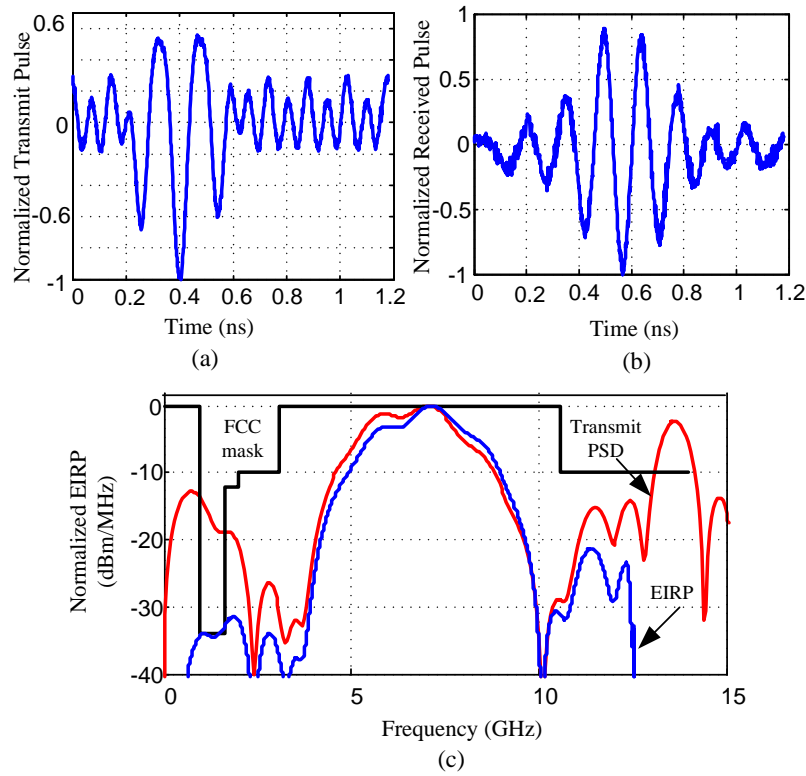 Normalized Transmit Pulse
0.6
0
-0.6
-1
0 0.2 0.4 0.6 0.8 1 1.2
Time (ns)
(a)
Normalized Received Pulse
1
0.5
0
-0.5
-1
0 0.2 0.4 0.6 0.8 1 1.2
Time (ns)
(b)
Normalized EIRP
(dBm/MHz)
0
-10
-20
-30
-40
FCC
mask
Transmit
PSD
EIRP
0 5 10 15
Frequency (GHz)
(c)